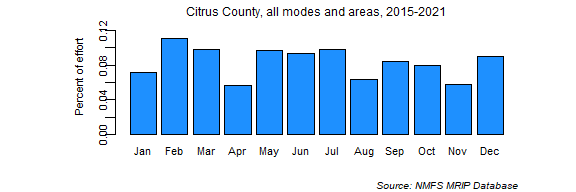 Citrus County, all modes and areas, 2015-2021
Percent of effort
0.12
0.08
0.04
0.00
Jan Feb Mar Apr May Jun Jul Aug Sep Oct Nov Dec
Source: NMFS MRIP Database